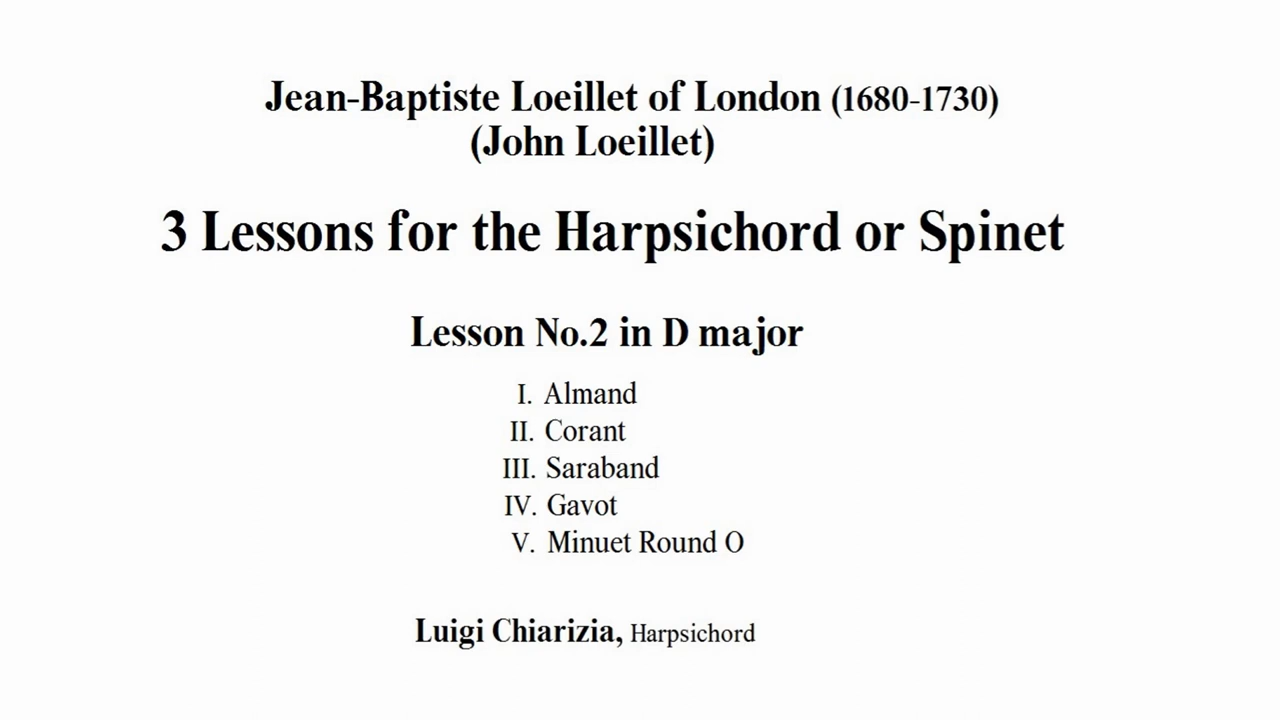 Jean-Baptiste Loeillet of London (1680-1730)
(John Loeillet)
3 Lessons for the Harpsichord or Spinet
Lesson No.2 in D major
I. Almand
II. Corant
III. Saraband
IV. Gavot
V. Minuet Round O
Luigi Chiarizia, Harpsichord